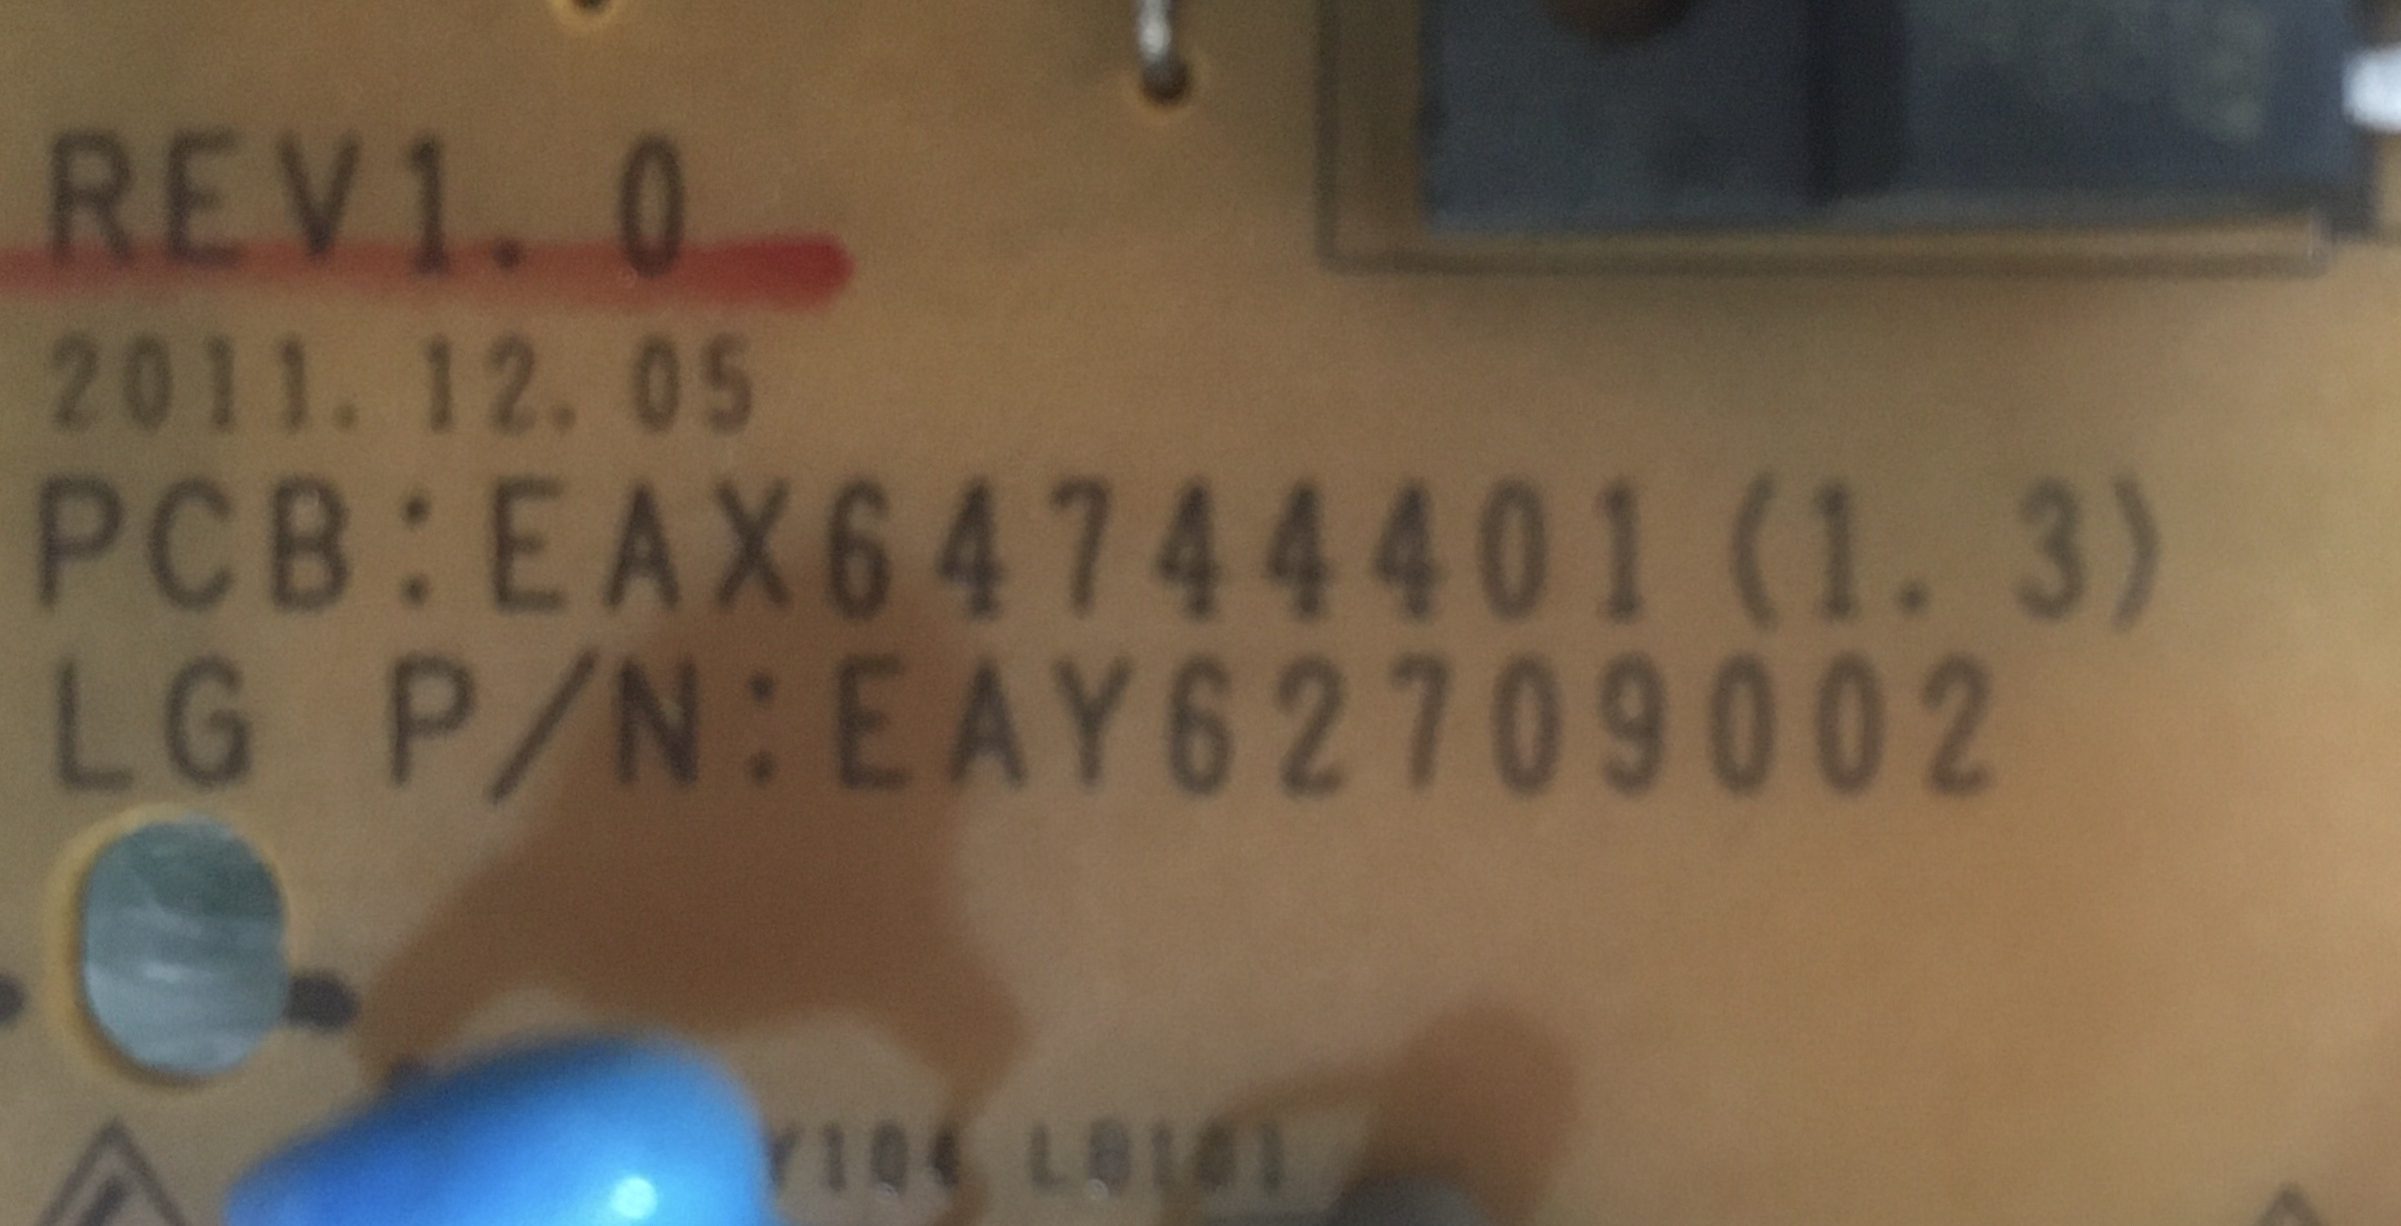 REV1.0
2011.12.05
PCB:EAX64744401(1.3)
LG P/N:EAY62709002